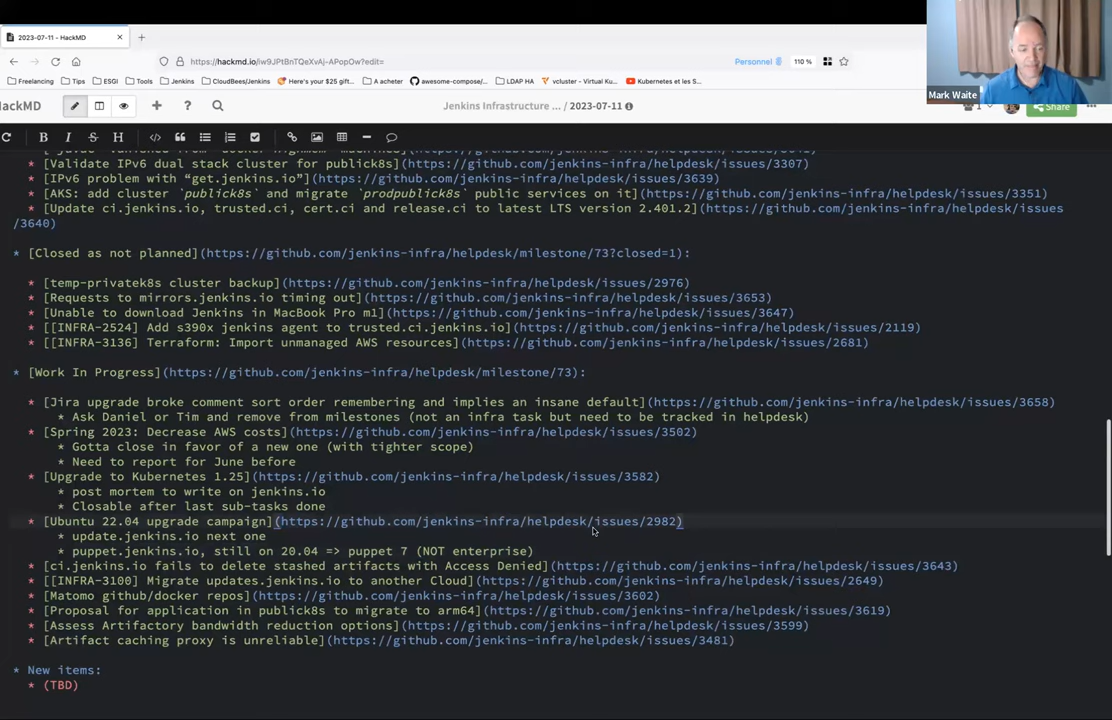 2023-07-11 - HackMD
https://hackmd.io/iw9JPtBnTQeXvAj-APopOw?edit=
Personnel
110 %
Freelancing
Tips
ESGI
Tools
Jenkins
CloudBees/Jenkins
Here's your $25 gift...
A acheter
awesome-compose/...
LDAP HA
vcluster - Virtual Ku...
Kubernetes et les S...
Mark Waite
HackMD
Jenkins Infrastructure ... / 2023-07-11
1
Share
* [Validate IPv6 dual stack cluster for publick8s](https://github.com/jenkins-infra/helpdesk/issues/3307)
* [IPv6 problem with “get.jenkins.io”](https://github.com/jenkins-infra/helpdesk/issues/3639)
* [AKS: add cluster `publick8s` and migrate `prodpublick8s` public services on it](https://github.com/jenkins-infra/helpdesk/issues/3351)
* [Update ci.jenkins.io, trusted.ci, cert.ci and release.ci to latest LTS version 2.401.2](https://github.com/jenkins-infra/helpdesk/issues
/3640)
* [Closed as not planned](https://github.com/jenkins-infra/helpdesk/milestone/73?closed=1):
* [temp-privatek8s cluster backup](https://github.com/jenkins-infra/helpdesk/issues/2976)
* [Requests to mirrors.jenkins.io timing out](https://github.com/jenkins-infra/helpdesk/issues/3653)
* [Unable to download Jenkins in MacBook Pro m1](https://github.com/jenkins-infra/helpdesk/issues/3647)
* [[INFRA-2524] Add s390x jenkins agent to trusted.ci.jenkins.io](https://github.com/jenkins-infra/helpdesk/issues/2119)
* [[INFRA-3136] Terraform: Import unmanaged AWS resources](https://github.com/jenkins-infra/helpdesk/issues/2681)
* [Work In Progress](https://github.com/jenkins-infra/helpdesk/milestone/73):
* [Jira upgrade broke comment sort order remembering and implies an insane default](https://github.com/jenkins-infra/helpdesk/issues/3658)
* Ask Daniel or Tim and remove from milestones (not an infra task but need to be tracked in helpdesk)
* [Spring 2023: Decrease AWS costs](https://github.com/jenkins-infra/helpdesk/issues/3502)
* Gotta close in favor of a new one (with tighter scope)
* Need to report for June before
* [Upgrade to Kubernetes 1.25](https://github.com/jenkins-infra/helpdesk/issues/3582)
* post mortem to write on jenkins.io
* Closable after last sub-tasks done
* [Ubuntu 22.04 upgrade campaign](https://github.com/jenkins-infra/helpdesk/issues/2982)
* update.jenkins.io next one
* puppet.jenkins.io, still on 20.04 => puppet 7 (NOT enterprise)
* [ci.jenkins.io fails to delete stashed artifacts with Access Denied](https://github.com/jenkins-infra/helpdesk/issues/3643)
* [[INFRA-3100] Migrate updates.jenkins.io to another Cloud](https://github.com/jenkins-infra/helpdesk/issues/2649)
* [Matomo github/docker repos](https://github.com/jenkins-infra/helpdesk/issues/3602)
* [Proposal for application in publick8s to migrate to arm64](https://github.com/jenkins-infra/helpdesk/issues/3619)
* [Assess Artifactory bandwidth reduction options](https://github.com/jenkins-infra/helpdesk/issues/3599)
* [Artifact caching proxy is unreliable](https://github.com/jenkins-infra/helpdesk/issues/3481)
* New items:
* (TBD)